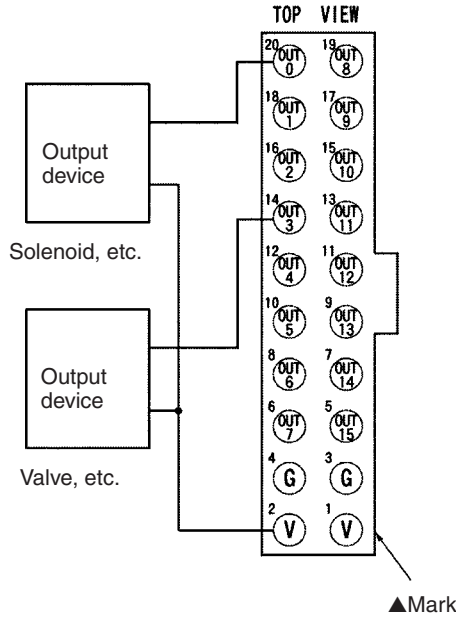 TOP VIEW
20 OUT 0 19 OUT 8
18 OUT 1 17 OUT 9
16 OUT 2 15 OUT 10
14 OUT 3 13 OUT 11
12 OUT 4 11 OUT 12
10 OUT 5 9 OUT 13
8 OUT 6 7 OUT 14
6 OUT 7 5 OUT 15
4 G 3 G
2 V 1 V
Output
device
Solenoid, etc.
Output
device
Valve, etc.
▲Mark